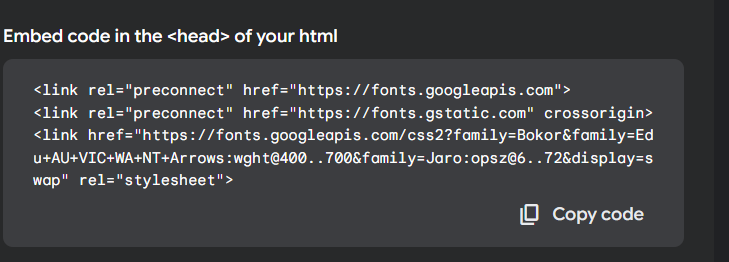 Embed code in the <head> of your html
<link rel="preconnect" href="https://fonts.googleapis.com">
<link rel="preconnect" href="https://fonts.gstatic.com" crossorigin>
<link href="https://fonts.googleapis.com/css2?family=Bokor&family=Ed
u+AU+VIC+WA+NT+Arrows:wght@400..700&family=Jaro:opsz@6..72&display=s
wap" rel="stylesheet">
Copy code